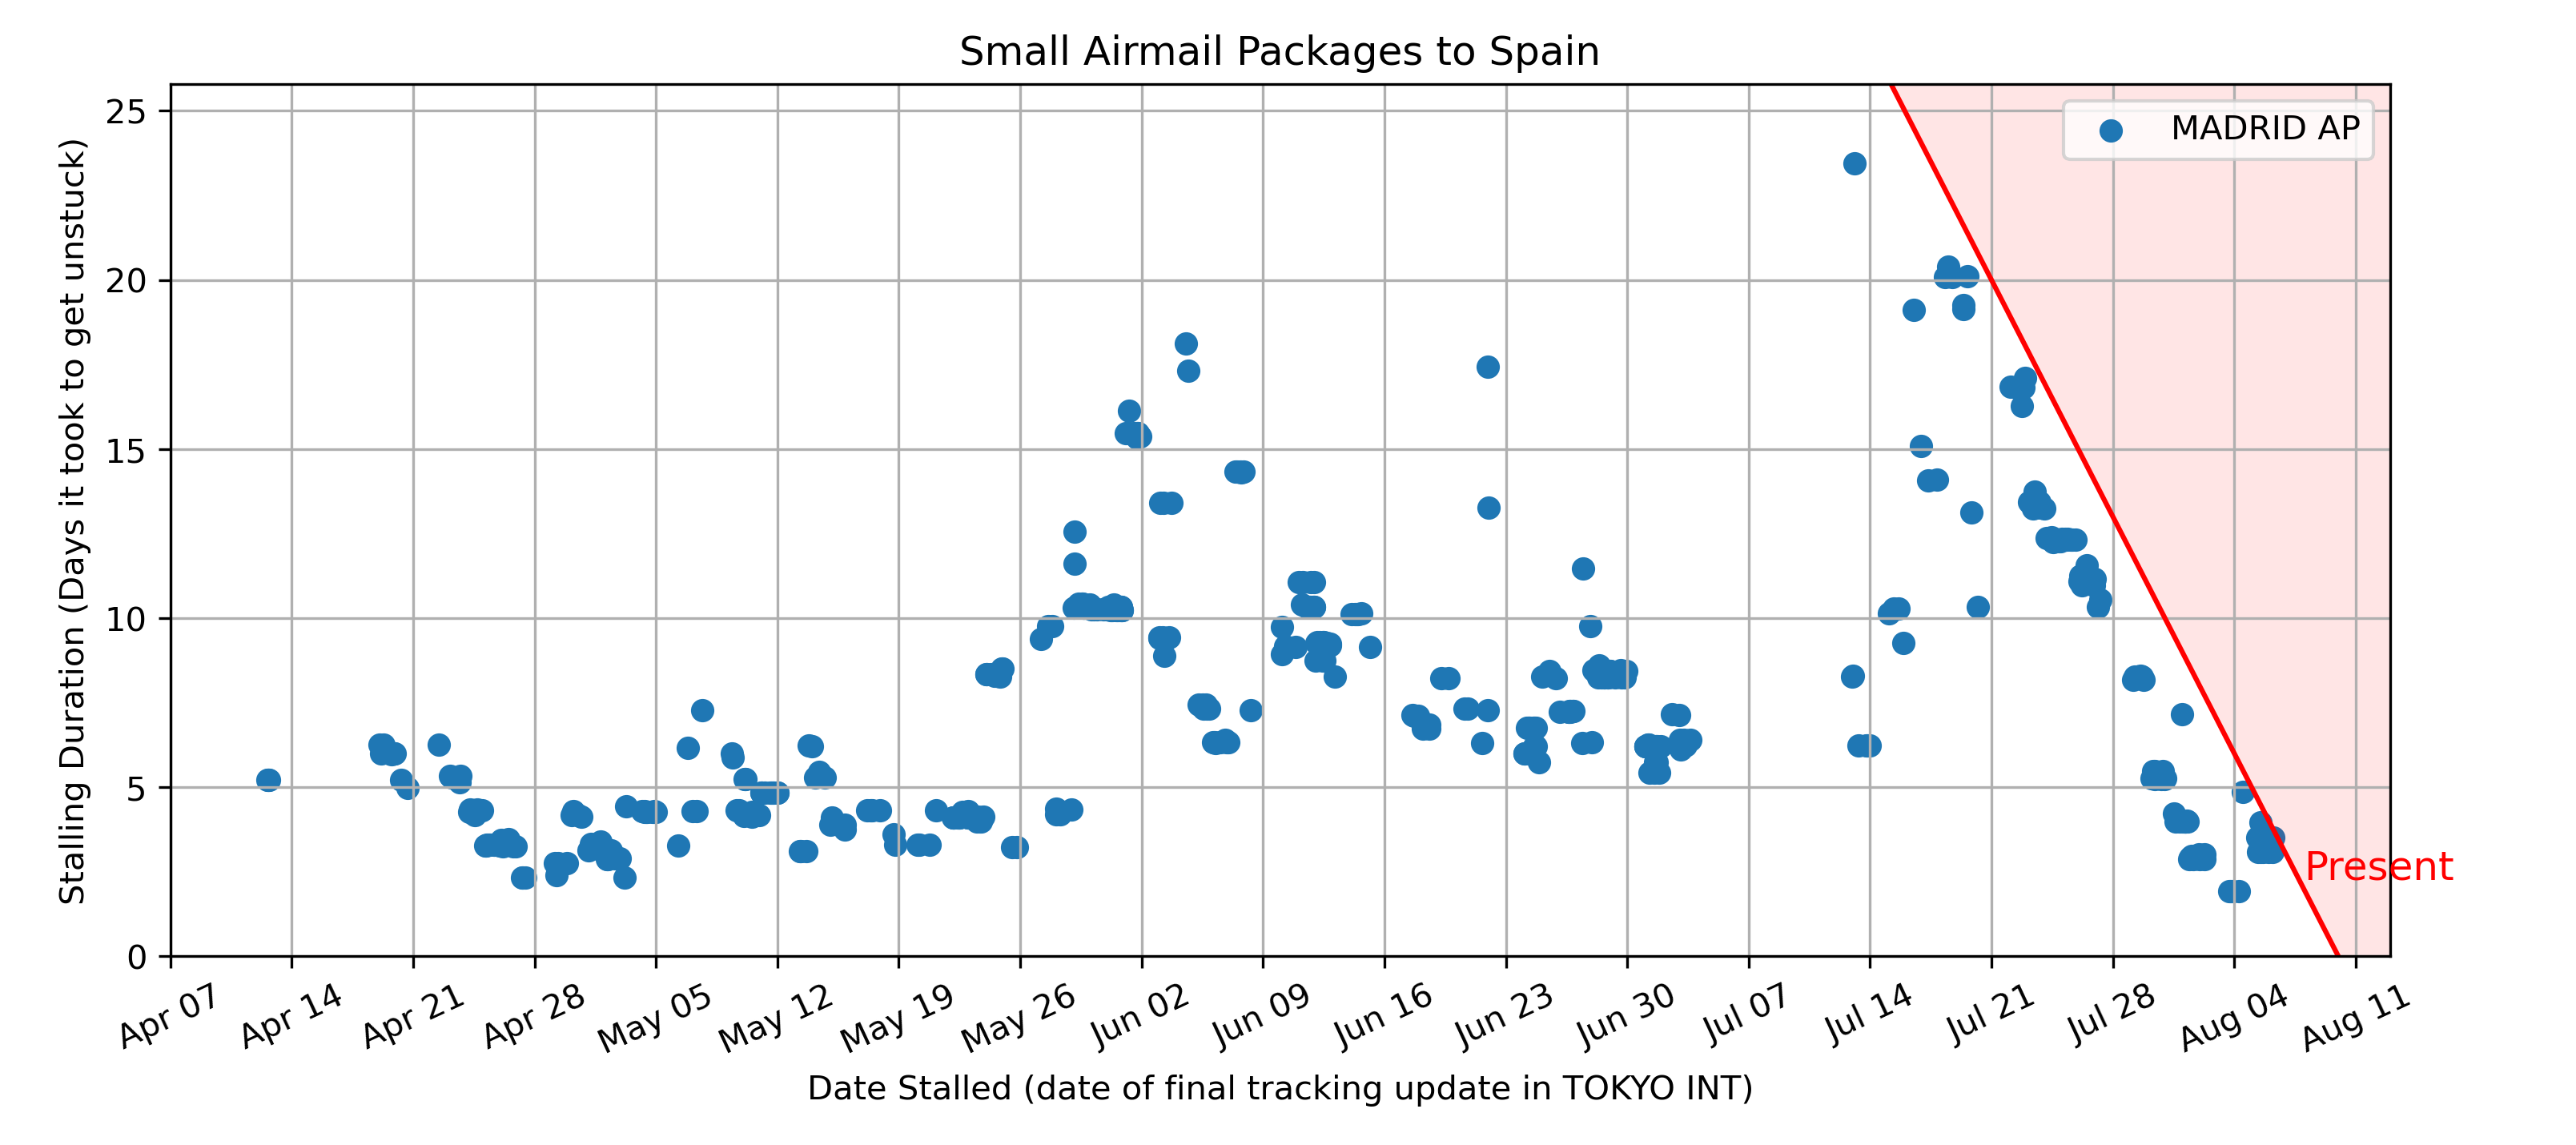 Small Airmail Packages to Spain
MADRID AP
Stalling Duration (Days it took to get unstuck)
25
20
15
10
5
0
Present
Apr 07
Apr 14
Apr 21
Apr 28
May 05
May 12
May 19
May 26
Jun 02
Jun 09
Jun 16
Jun 23
Jun 30
Jul 07
Jul 14
Jul 21
Jul 28
Aug 04
Aug 11
Date Stalled (date of final tracking update in TOKYO INT)